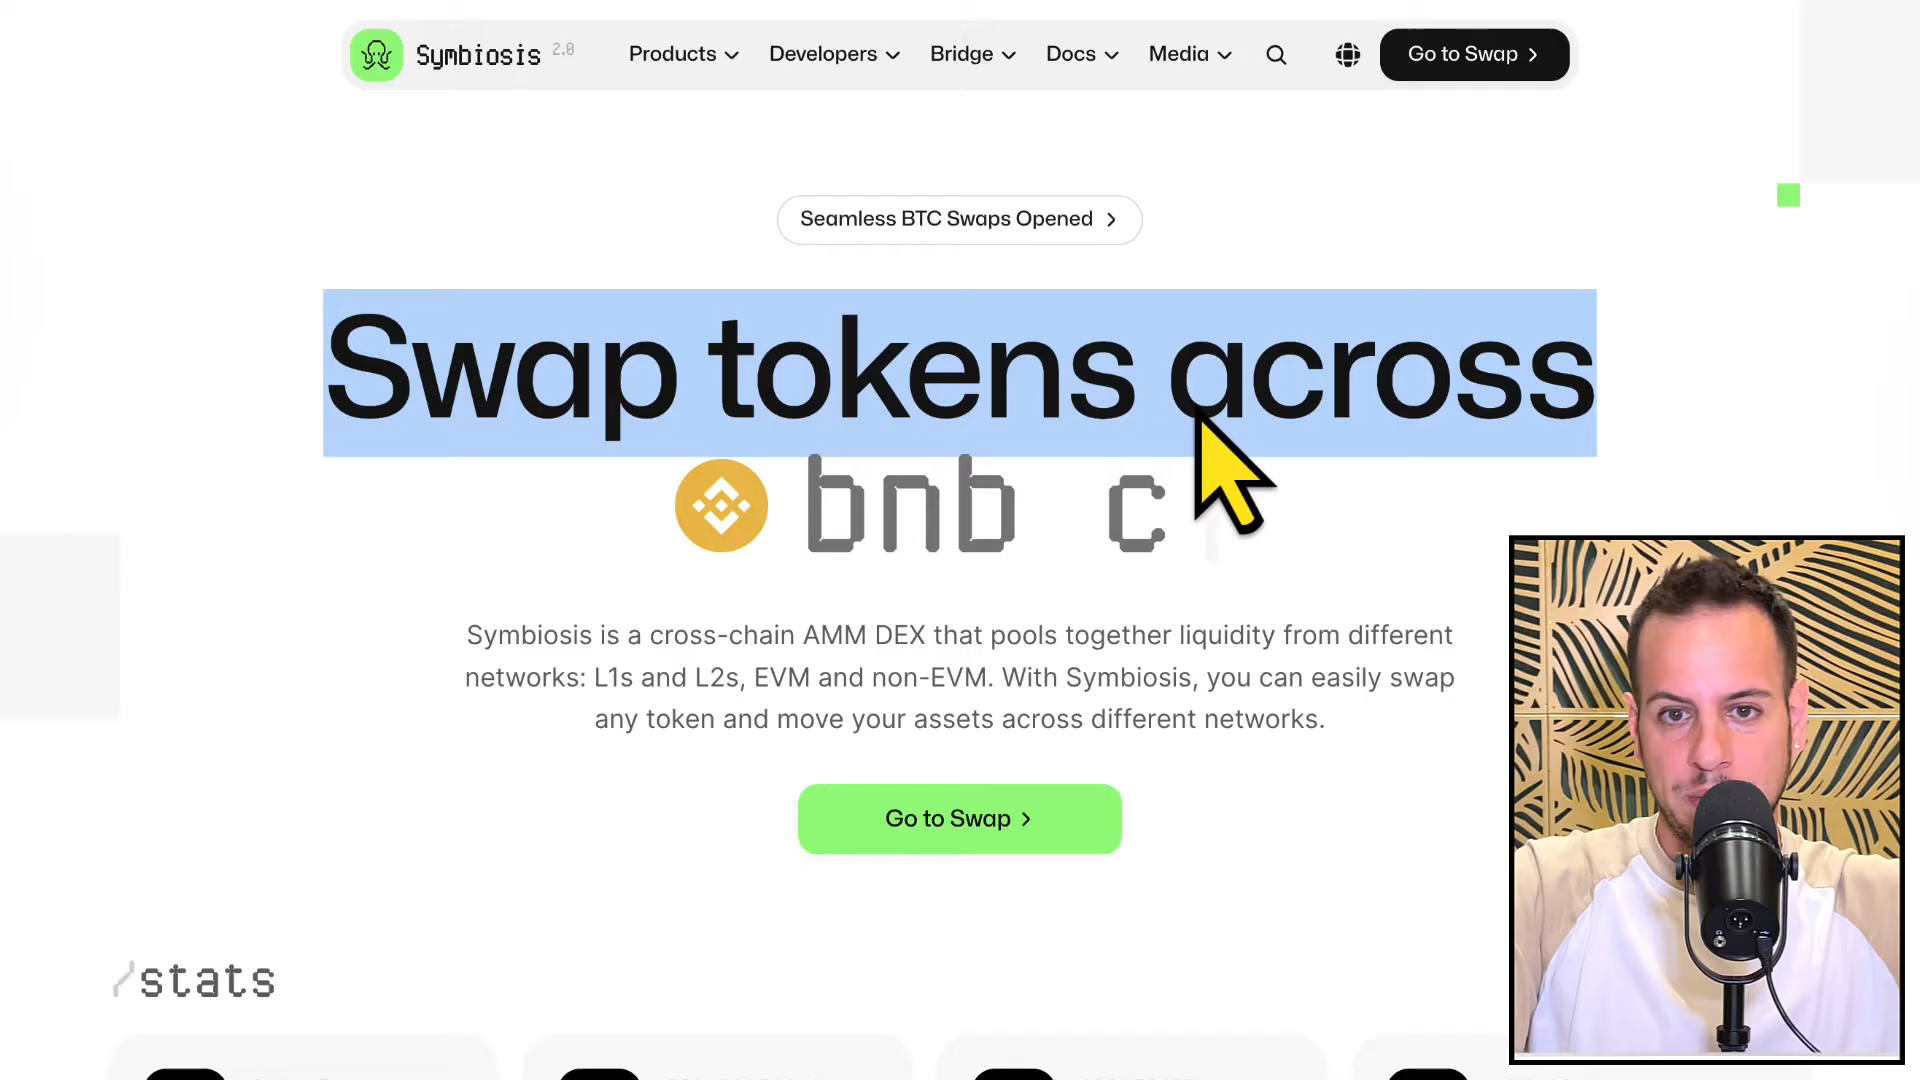 Symbiosis 2.0
Products
Developers
Bridge
Docs
Media
Go to Swap
Seamless BTC Swaps Opened
Swap tokens across
bnb c
Symbiosis is a cross-chain AMM DEX that pools together liquidity from different
networks: L1s and L2s, EVM and non-EVM. With Symbiosis, you can easily swap
any token and move your assets across different networks.
Go to Swap
/stats